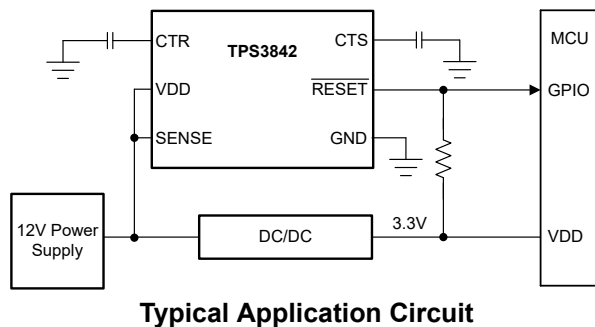 CTR
TPS3842
CTS
MCU
VDD
RESET
GPIO
SENSE
GND
12V Power
Supply
DC/DC
3.3V
VDD
Typical Application Circuit